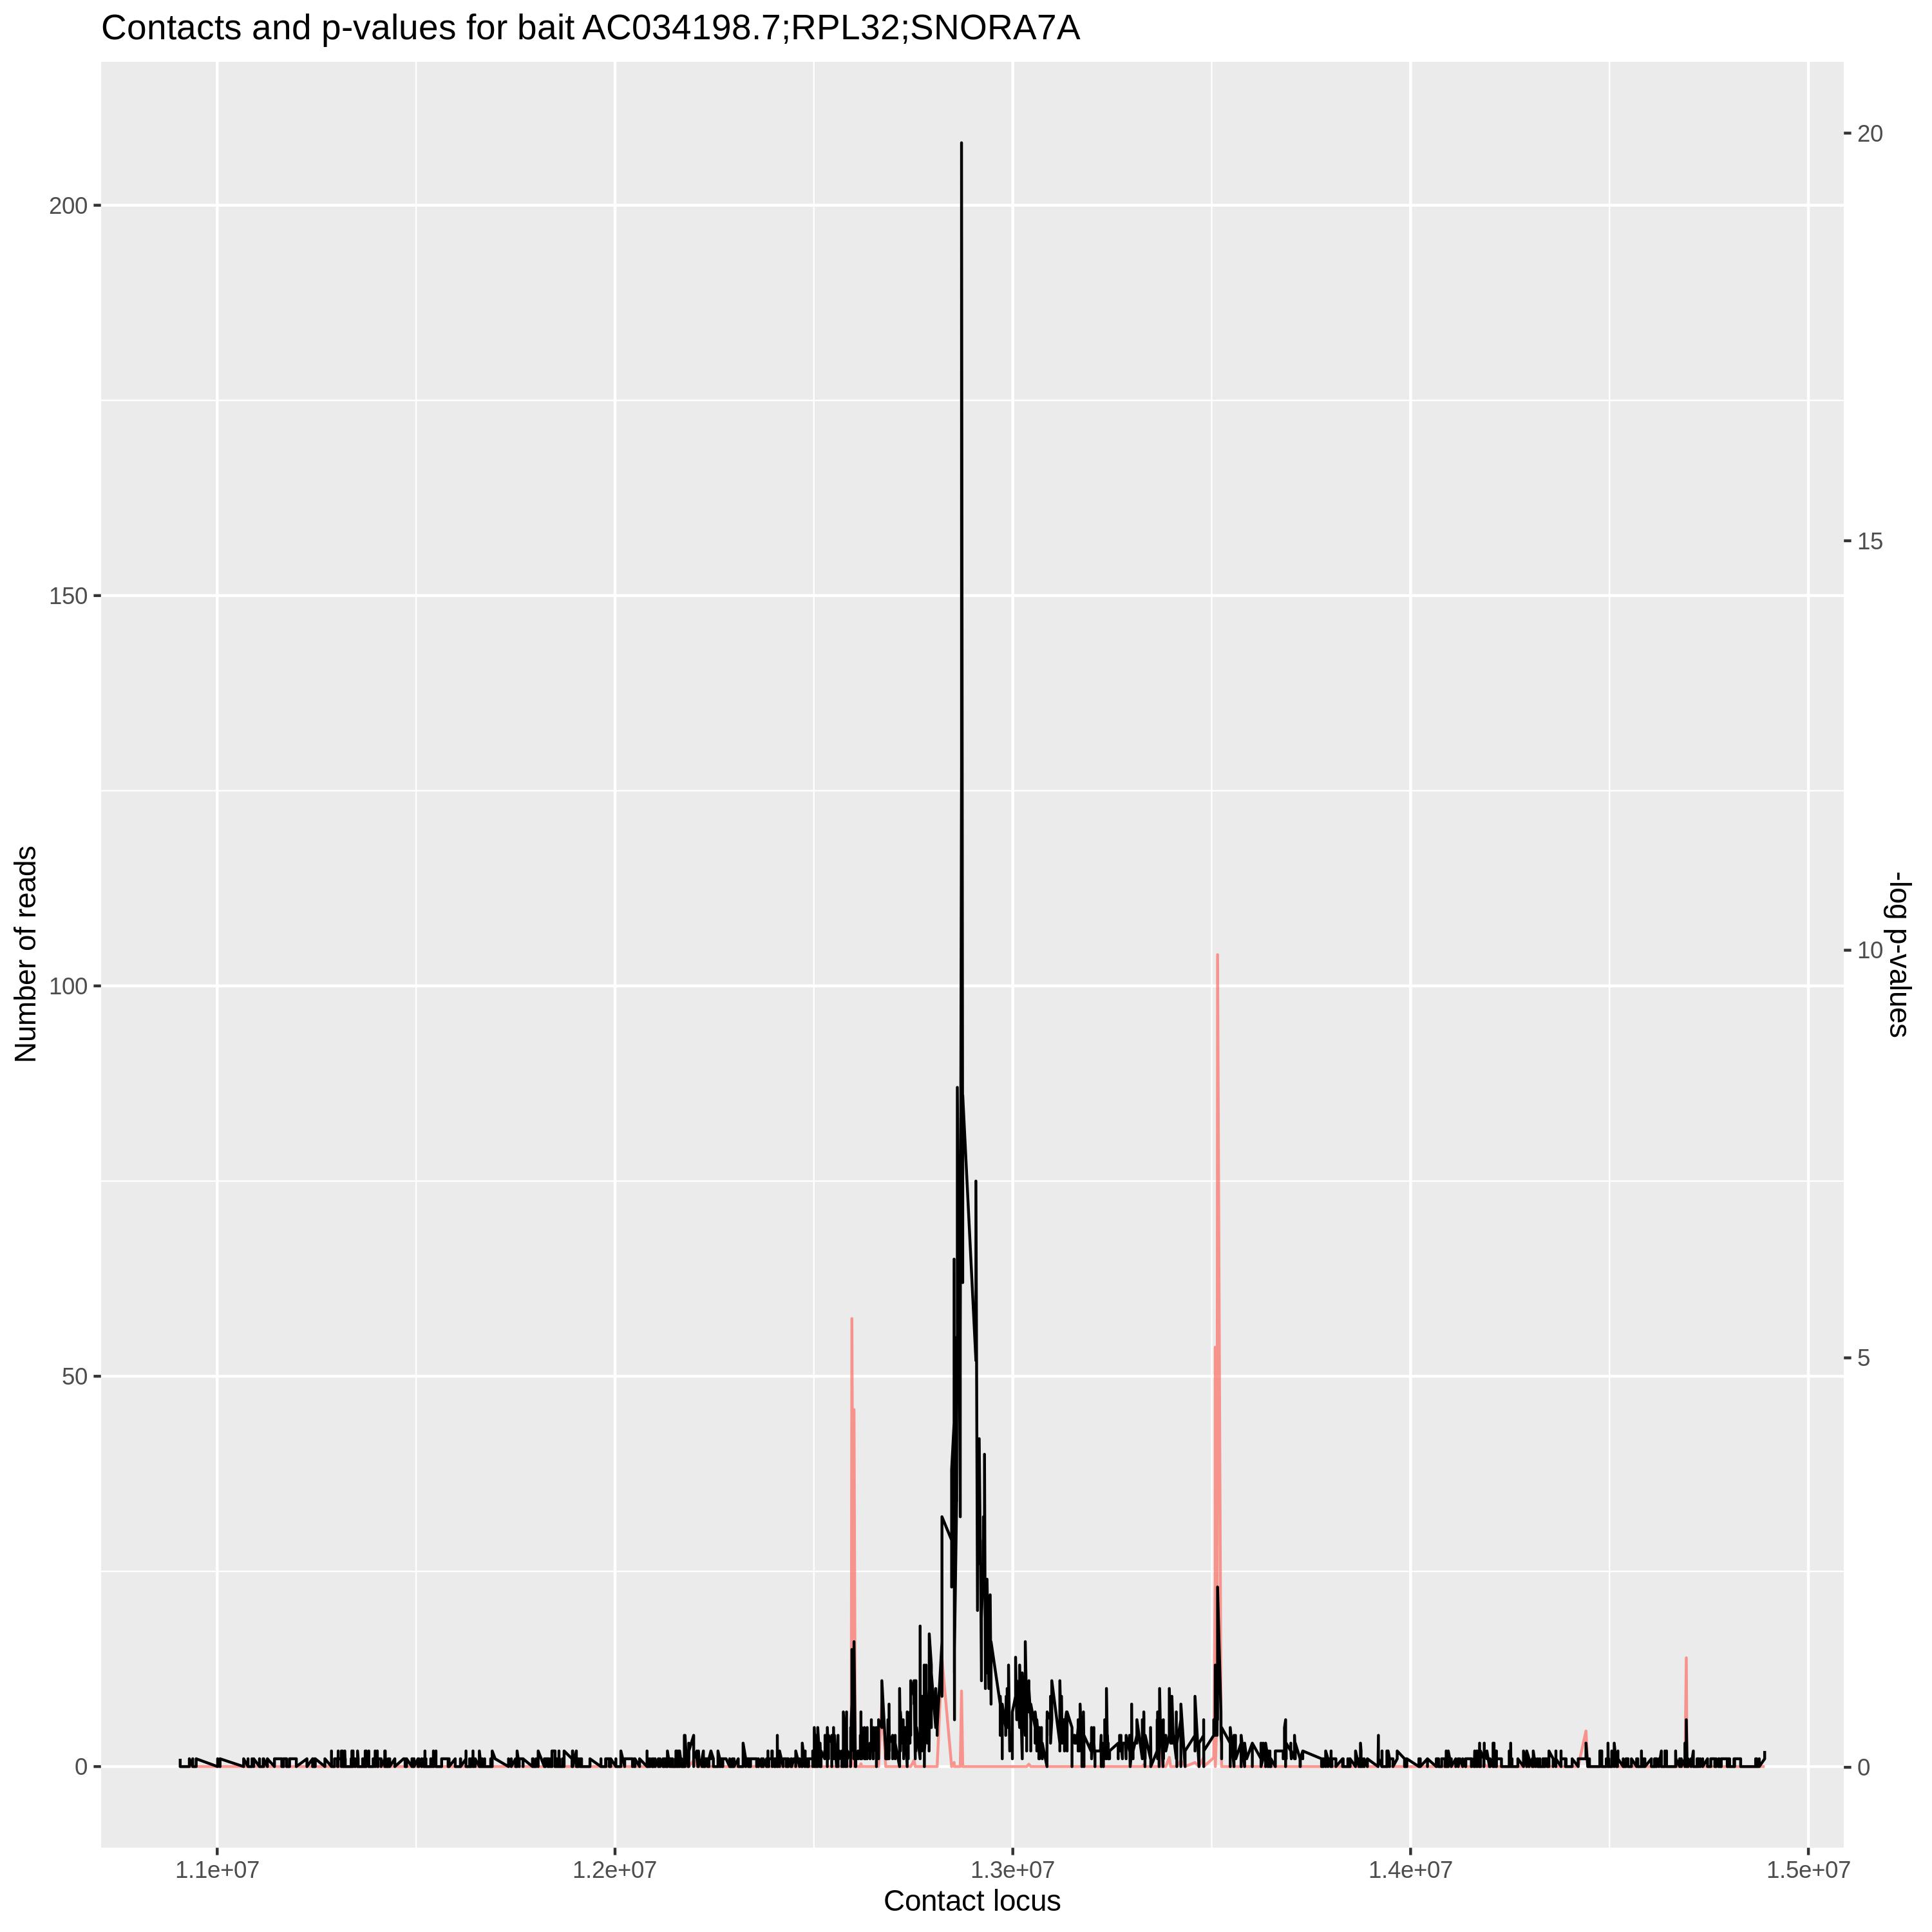 Contacts and p-values for bait AC034198.7;RPL32;SNORA7A
200
150
100
50
0
Number of reads
20
15
10
5
0
-log p-values
1.1e+07
1.2e+07
1.3e+07
1.4e+07
1.5e+07
Contact locus